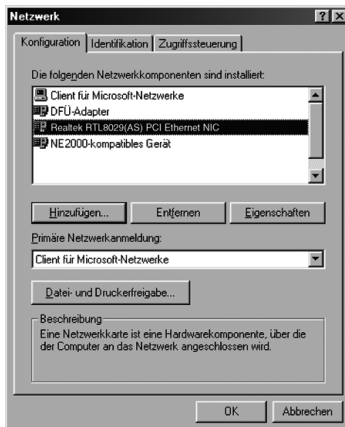 Netzwerk
Konfiguration Identifikation Zugriffssteuerung
Die folgenden Netzwerkkomponenten sind installiert:
Client für Microsoft-Netzwerke
DFÜ-Adapter
Realtek RTL8029(AS) PCI Ethernet NIC
NE2000-kompatibles Gerät
Hinzufügen... Entfernen Eigenschaften
Primäre Netzwerkanmeldung:
Client für Microsoft-Netzwerke
Datei- und Druckerfreigabe...
Beschreibung
Eine Netzwerkkarte ist eine Hardwarekomponente, über die
der Computer an das Netzwerk angeschlossen wird.
OK Abbrechen